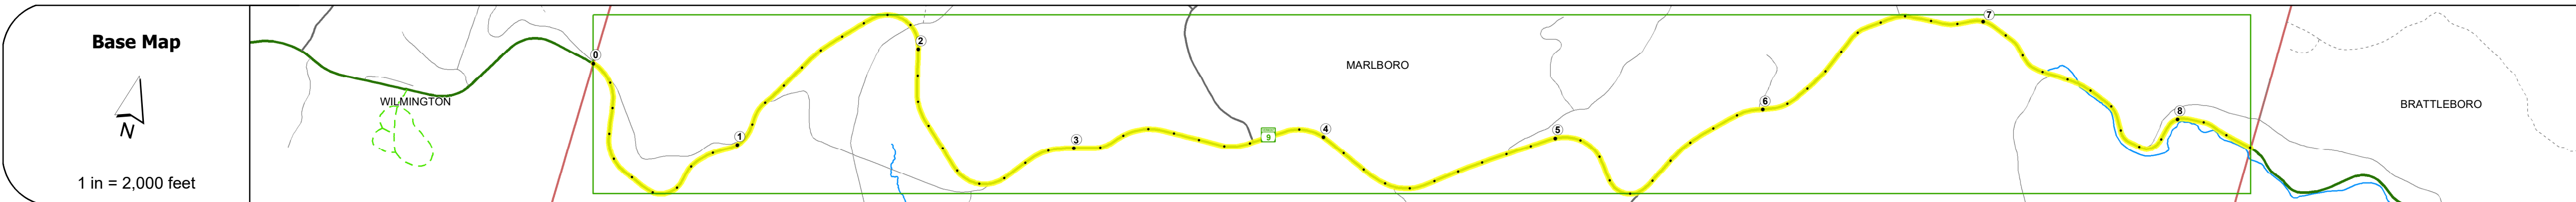 Base Map
N
1 in = 2,000 feet
WILMINGTON
0
1
2
3
MARLBORO
9
4
5
6
7
8
BRATTLEBORO